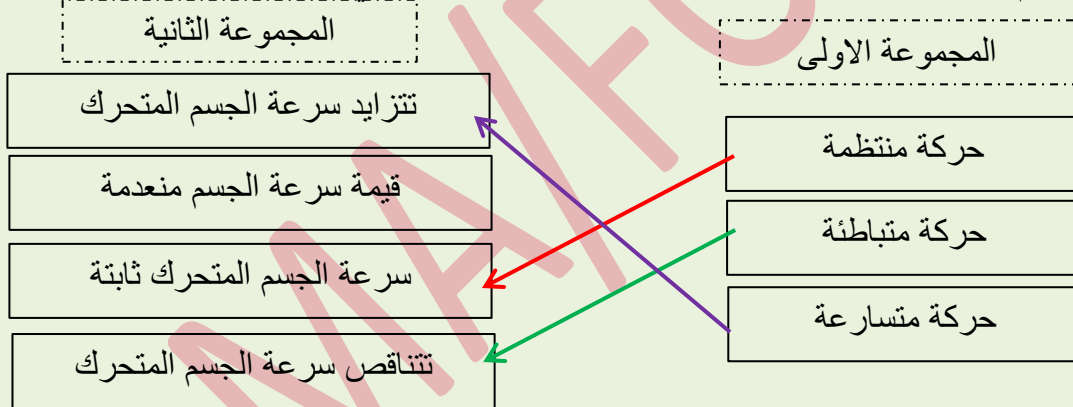 المجموعة الاولى
المجموعة الثانية
حركة منتظمة
حركة متباطئة
حركة متسارعة
تتزايد سرعة الجسم المتحرك
قيمة سرعة الجسم منعدمة
سرعة الجسم المتحرك ثابتة
تتناقص سرعة الجسم المتحرك